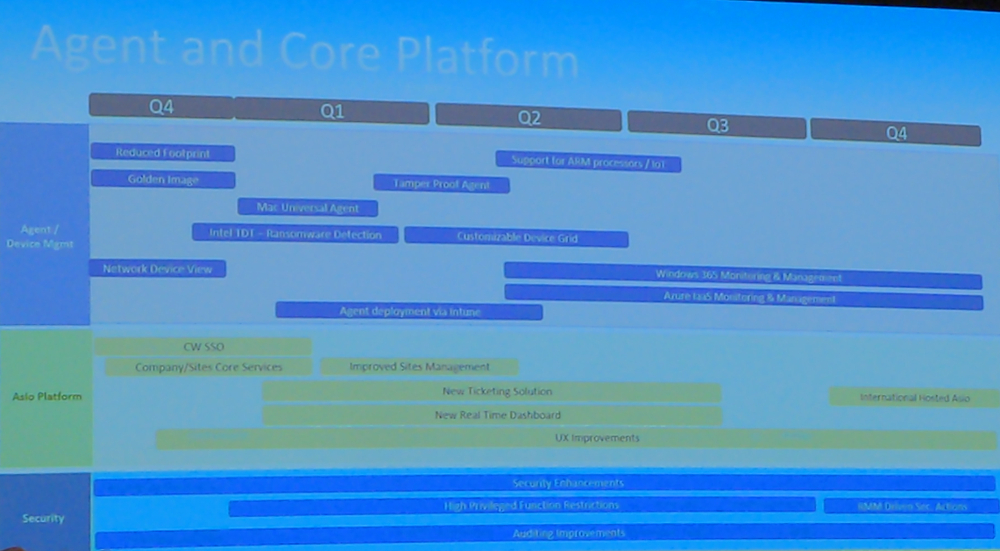 Agent and Core Platform
Q4 Q1 Q2 Q3 Q4
Agent /
Device Mgmt
Reduced Footprint
Support for ARM processors / IoT
Golden Image
Tamper Proof Agent
Mac Universal Agent
Intel TDT – Ransomware Detection
Customizable Device Grid
Network Device View
Windows 365 Monitoring & Management
Azure IaaS Monitoring & Management
Agent deployment via Intune
Asio Platform
CW SSO
Company/Sites Core Services
Improved Sites Management
New Ticketing Solution
International Hosted Asio
New Real Time Dashboard
UX Improvements
Security
Security Enhancements
High Privileged Function Restrictions
RMM Driven Sec. Actions
Auditing Improvements